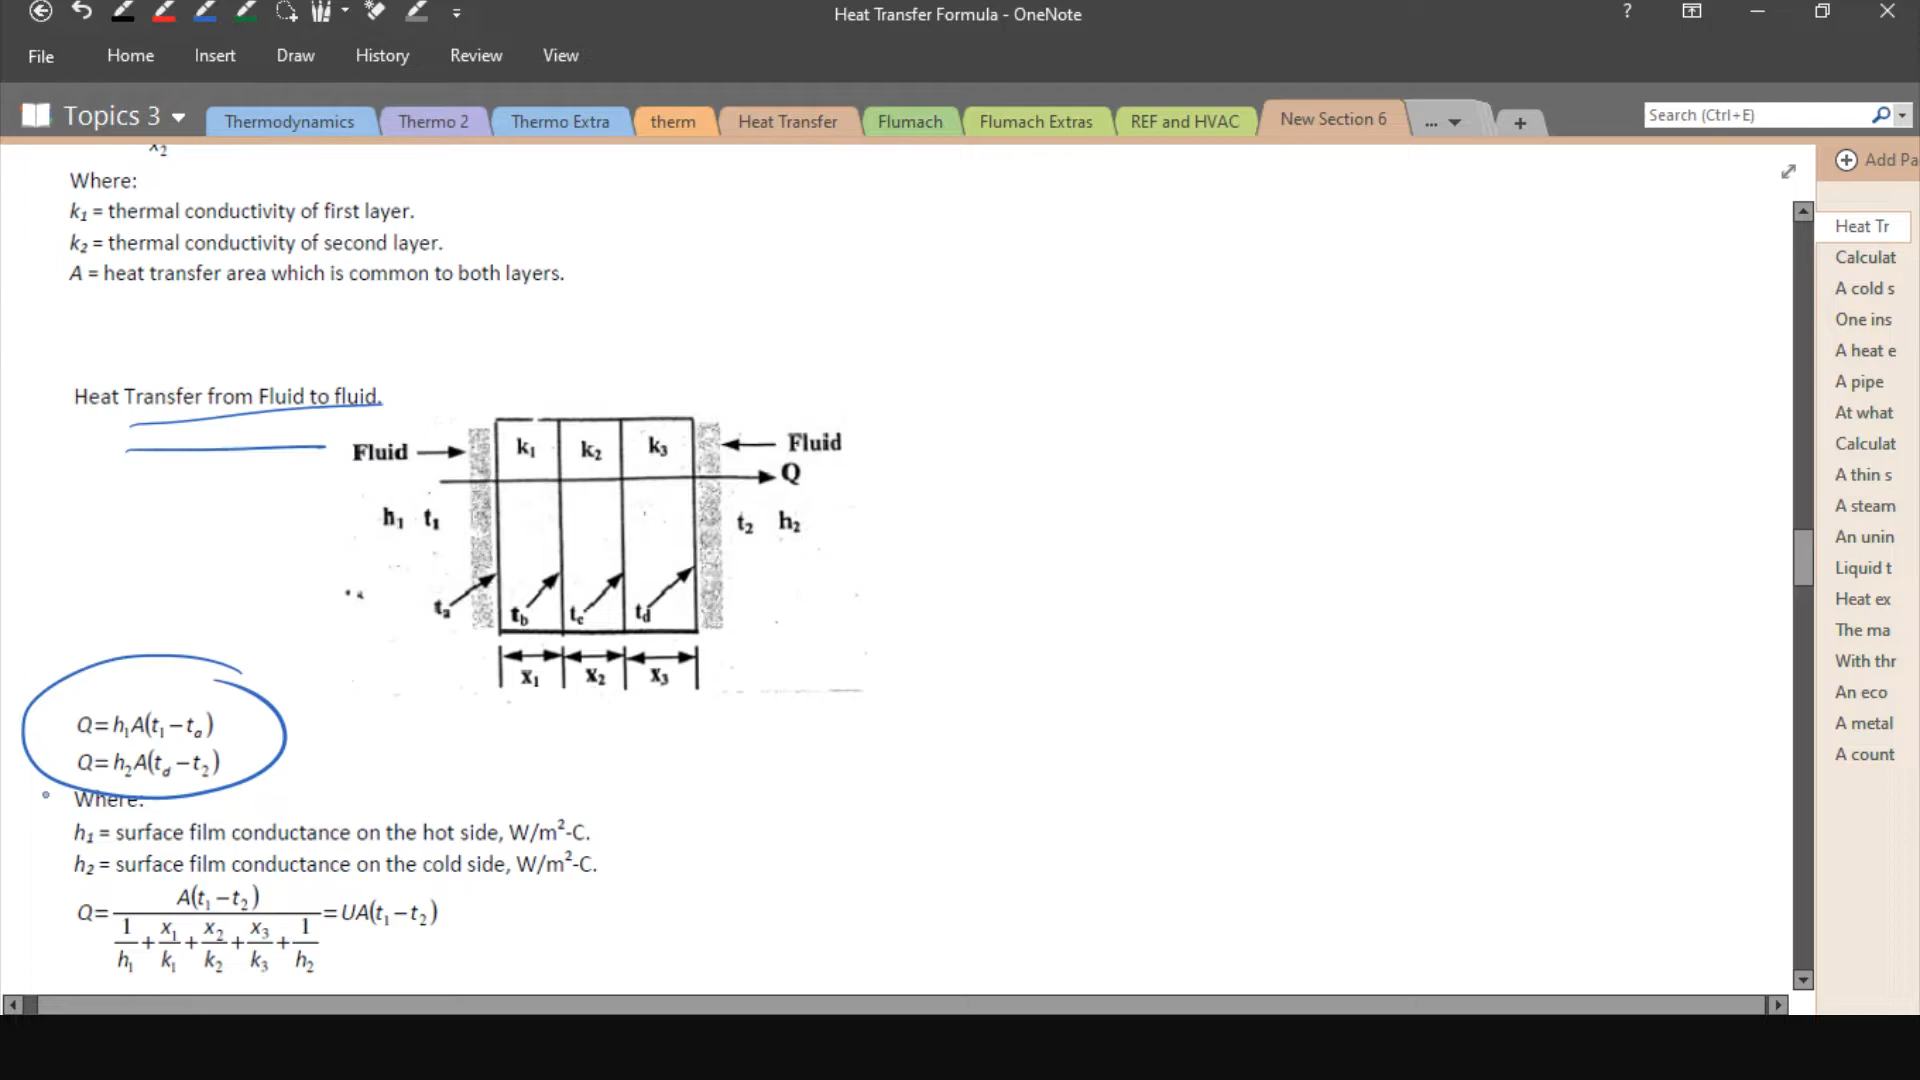 Heat Transfer Formula - OneNote
?
File Home Insert Draw History Review View
Topics 3
Thermodynamics Thermo 2 Thermo Extra therm Heat Transfer Flumach Flumach Extras REF and HVAC New Section 6 ... +
Search (Ctrl+E)
Add Pa
Where:
k₁ = thermal conductivity of first layer.
k₂ = thermal conductivity of second layer.
A = heat transfer area which is common to both layers.
Heat Transfer from Fluid to fluid.
Fluid k₁ k₂ k₃ Fluid
Q
h₁ t₁ t₂ h₂
tₐ t_b t_c t_d
x₁ x₂ x₃
Q=h₁A(t₁−tₐ)
Q=h₂A(t_d−t₂)
Where:
h₁ = surface film conductance on the hot side, W/m²-C.
h₂ = surface film conductance on the cold side, W/m²-C.
Q= A(t₁−t₂) / (1/h₁ + x₁/k₁ + x₂/k₂ + x₃/k₃ + 1/h₂) =UA(t₁−t₂)
Heat Tr
Calculat
A cold s
One ins
A heat e
A pipe
At what
Calculat
A thin s
A steam
An unin
Liquid t
Heat ex
The ma
With thr
An eco
A metal
A count